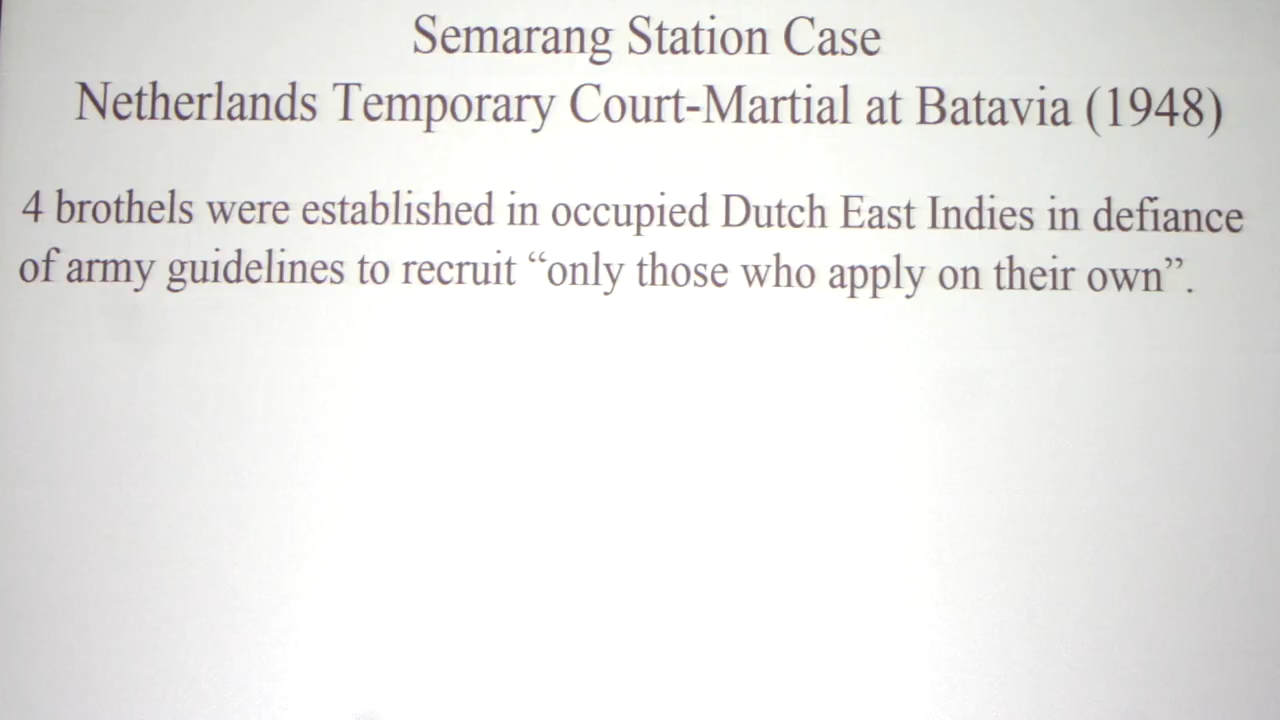 Semarang Station Case
Netherlands Temporary Court-Martial at Batavia (1948)
4 brothels were established in occupied Dutch East Indies in defiance
of army guidelines to recruit “only those who apply on their own”.